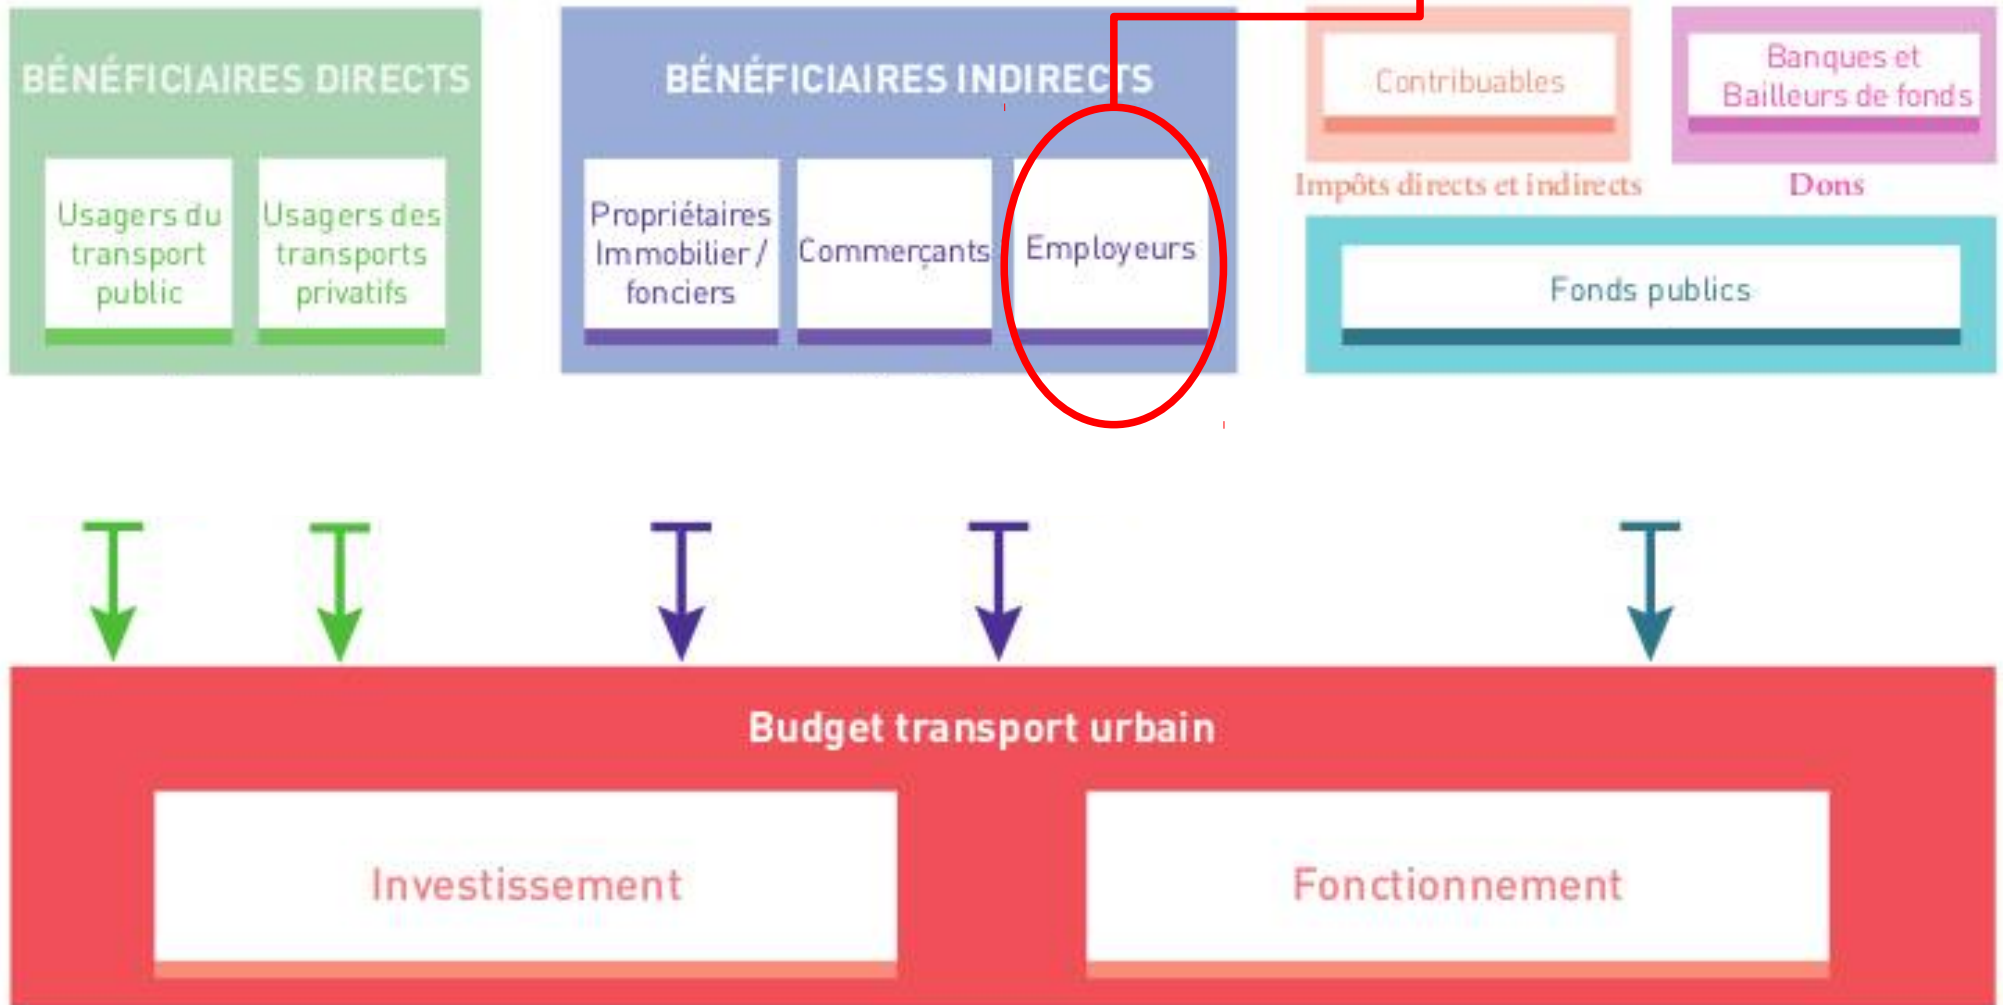 BÉNÉFICIAIRES DIRECTS
Usagers du
transport
public
Usagers des
transports
privatifs
BÉNÉFICIAIRES INDIRECTS
Propriétaires
Immobilier /
fonciers
Commerçants
Employeurs
Contribuables
Impôts directs et indirects
Banques et
Bailleurs de fonds
Dons
Fonds publics
Budget transport urbain
Investissement
Fonctionnement